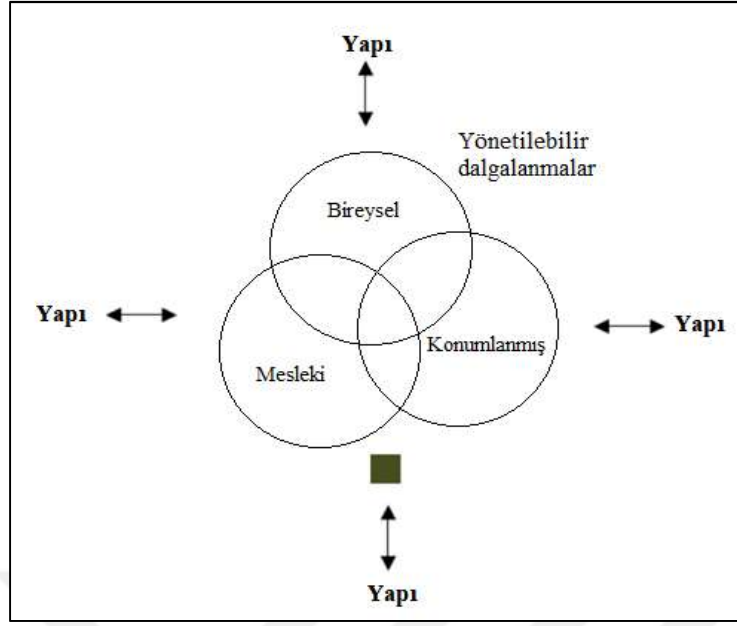 Yapı
Yönetilebilir
dalgalanmalar
Bireysel
Yapı
Yapı
Konumlanmış
Mesleki
Yapı